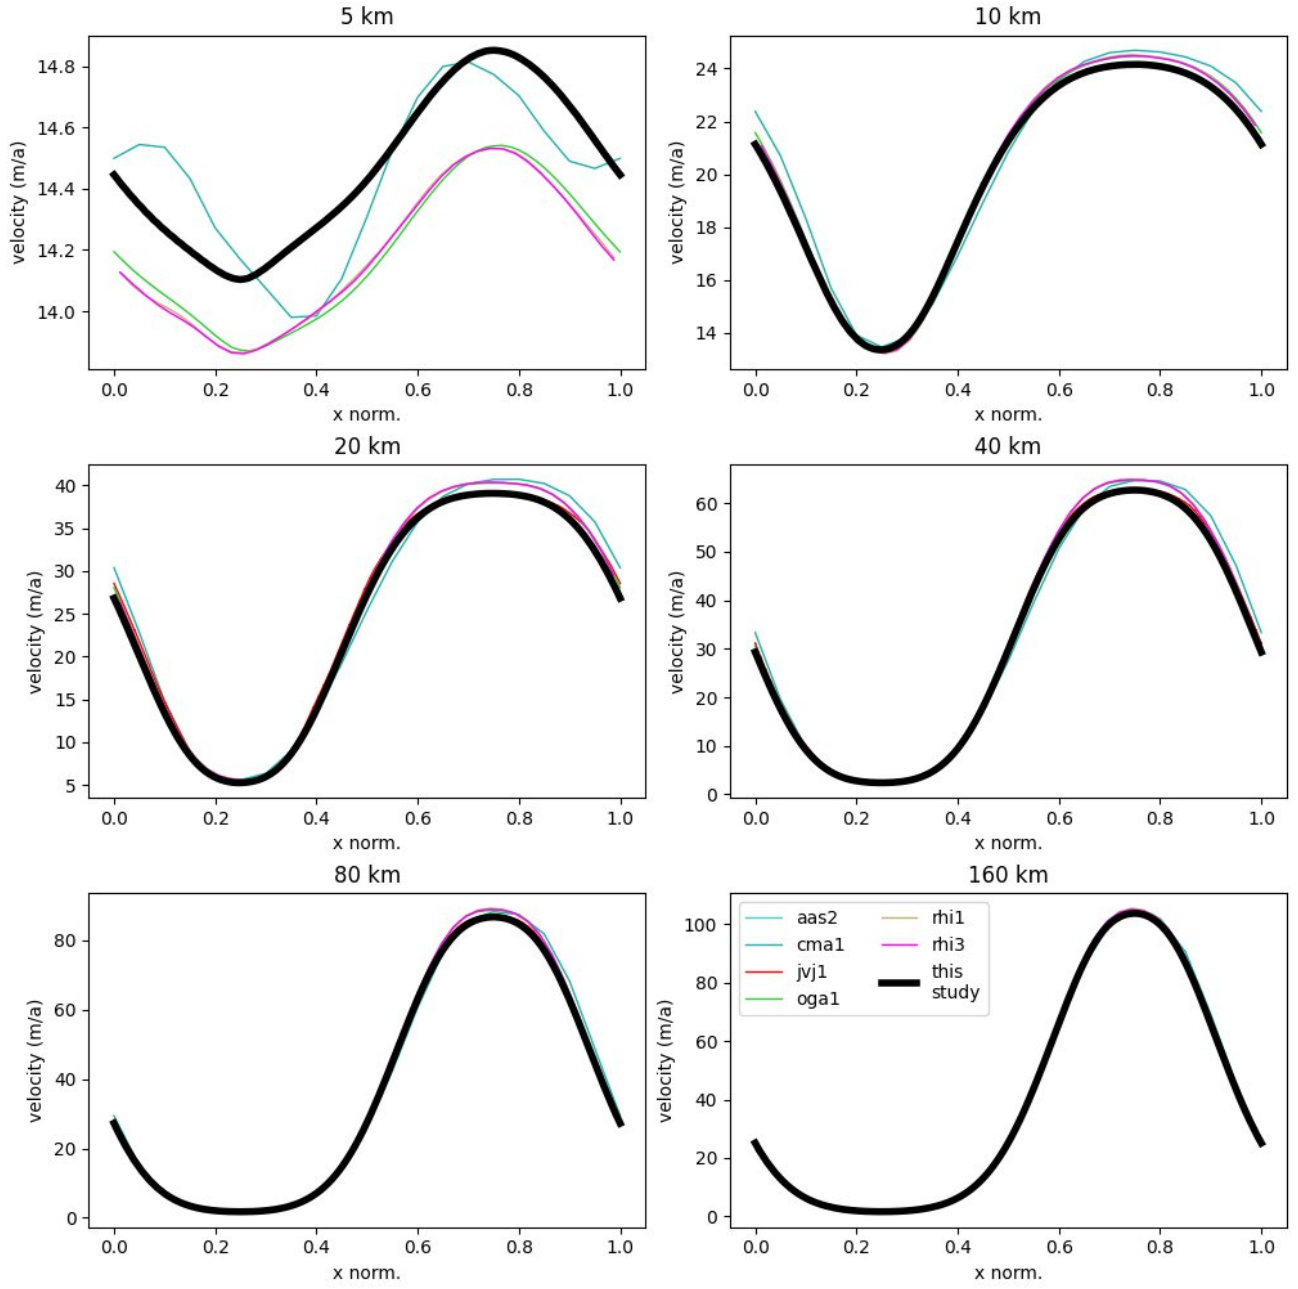 5 km
velocity (m/a)
14.8
14.6
14.4
14.2
14.0
0.0 0.2 0.4 0.6 0.8 1.0
x norm.
10 km
velocity (m/a)
24
22
20
18
16
14
0.0 0.2 0.4 0.6 0.8 1.0
x norm.
20 km
velocity (m/a)
40
35
30
25
20
15
10
5
0.0 0.2 0.4 0.6 0.8 1.0
x norm.
40 km
velocity (m/a)
60
50
40
30
20
10
0
0.0 0.2 0.4 0.6 0.8 1.0
x norm.
80 km
velocity (m/a)
80
60
40
20
0
0.0 0.2 0.4 0.6 0.8 1.0
x norm.
160 km
velocity (m/a)
100
80
60
40
20
0
aas2
cma1
jvj1
oga1
rhi1
rhi3
this
study
0.0 0.2 0.4 0.6 0.8 1.0
x norm.